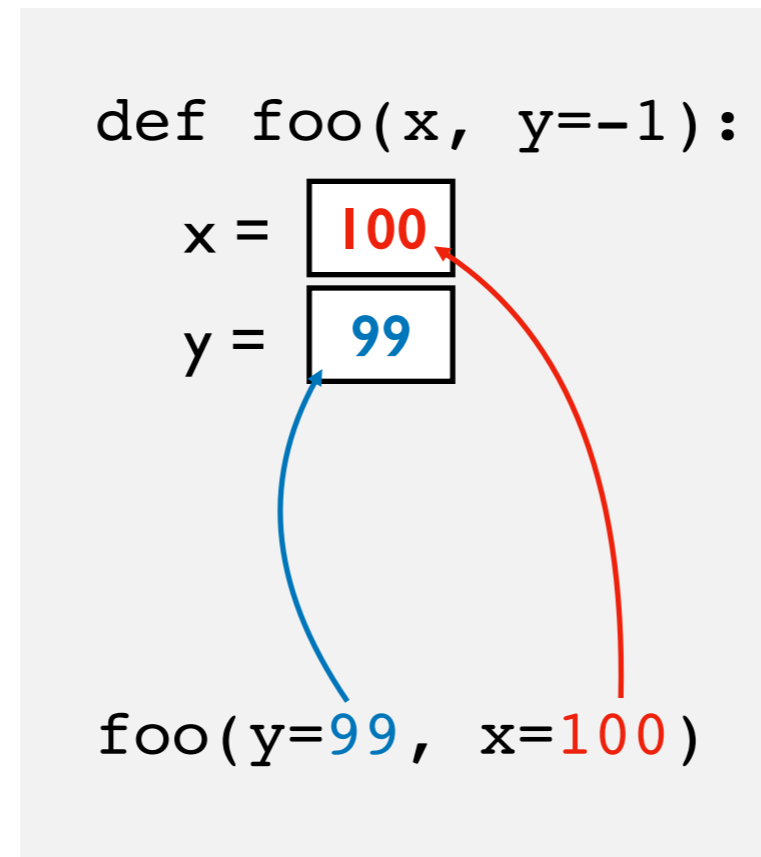 def foo(x, y=-1):
x = 100
y = 99
foo(y=99, x=100)